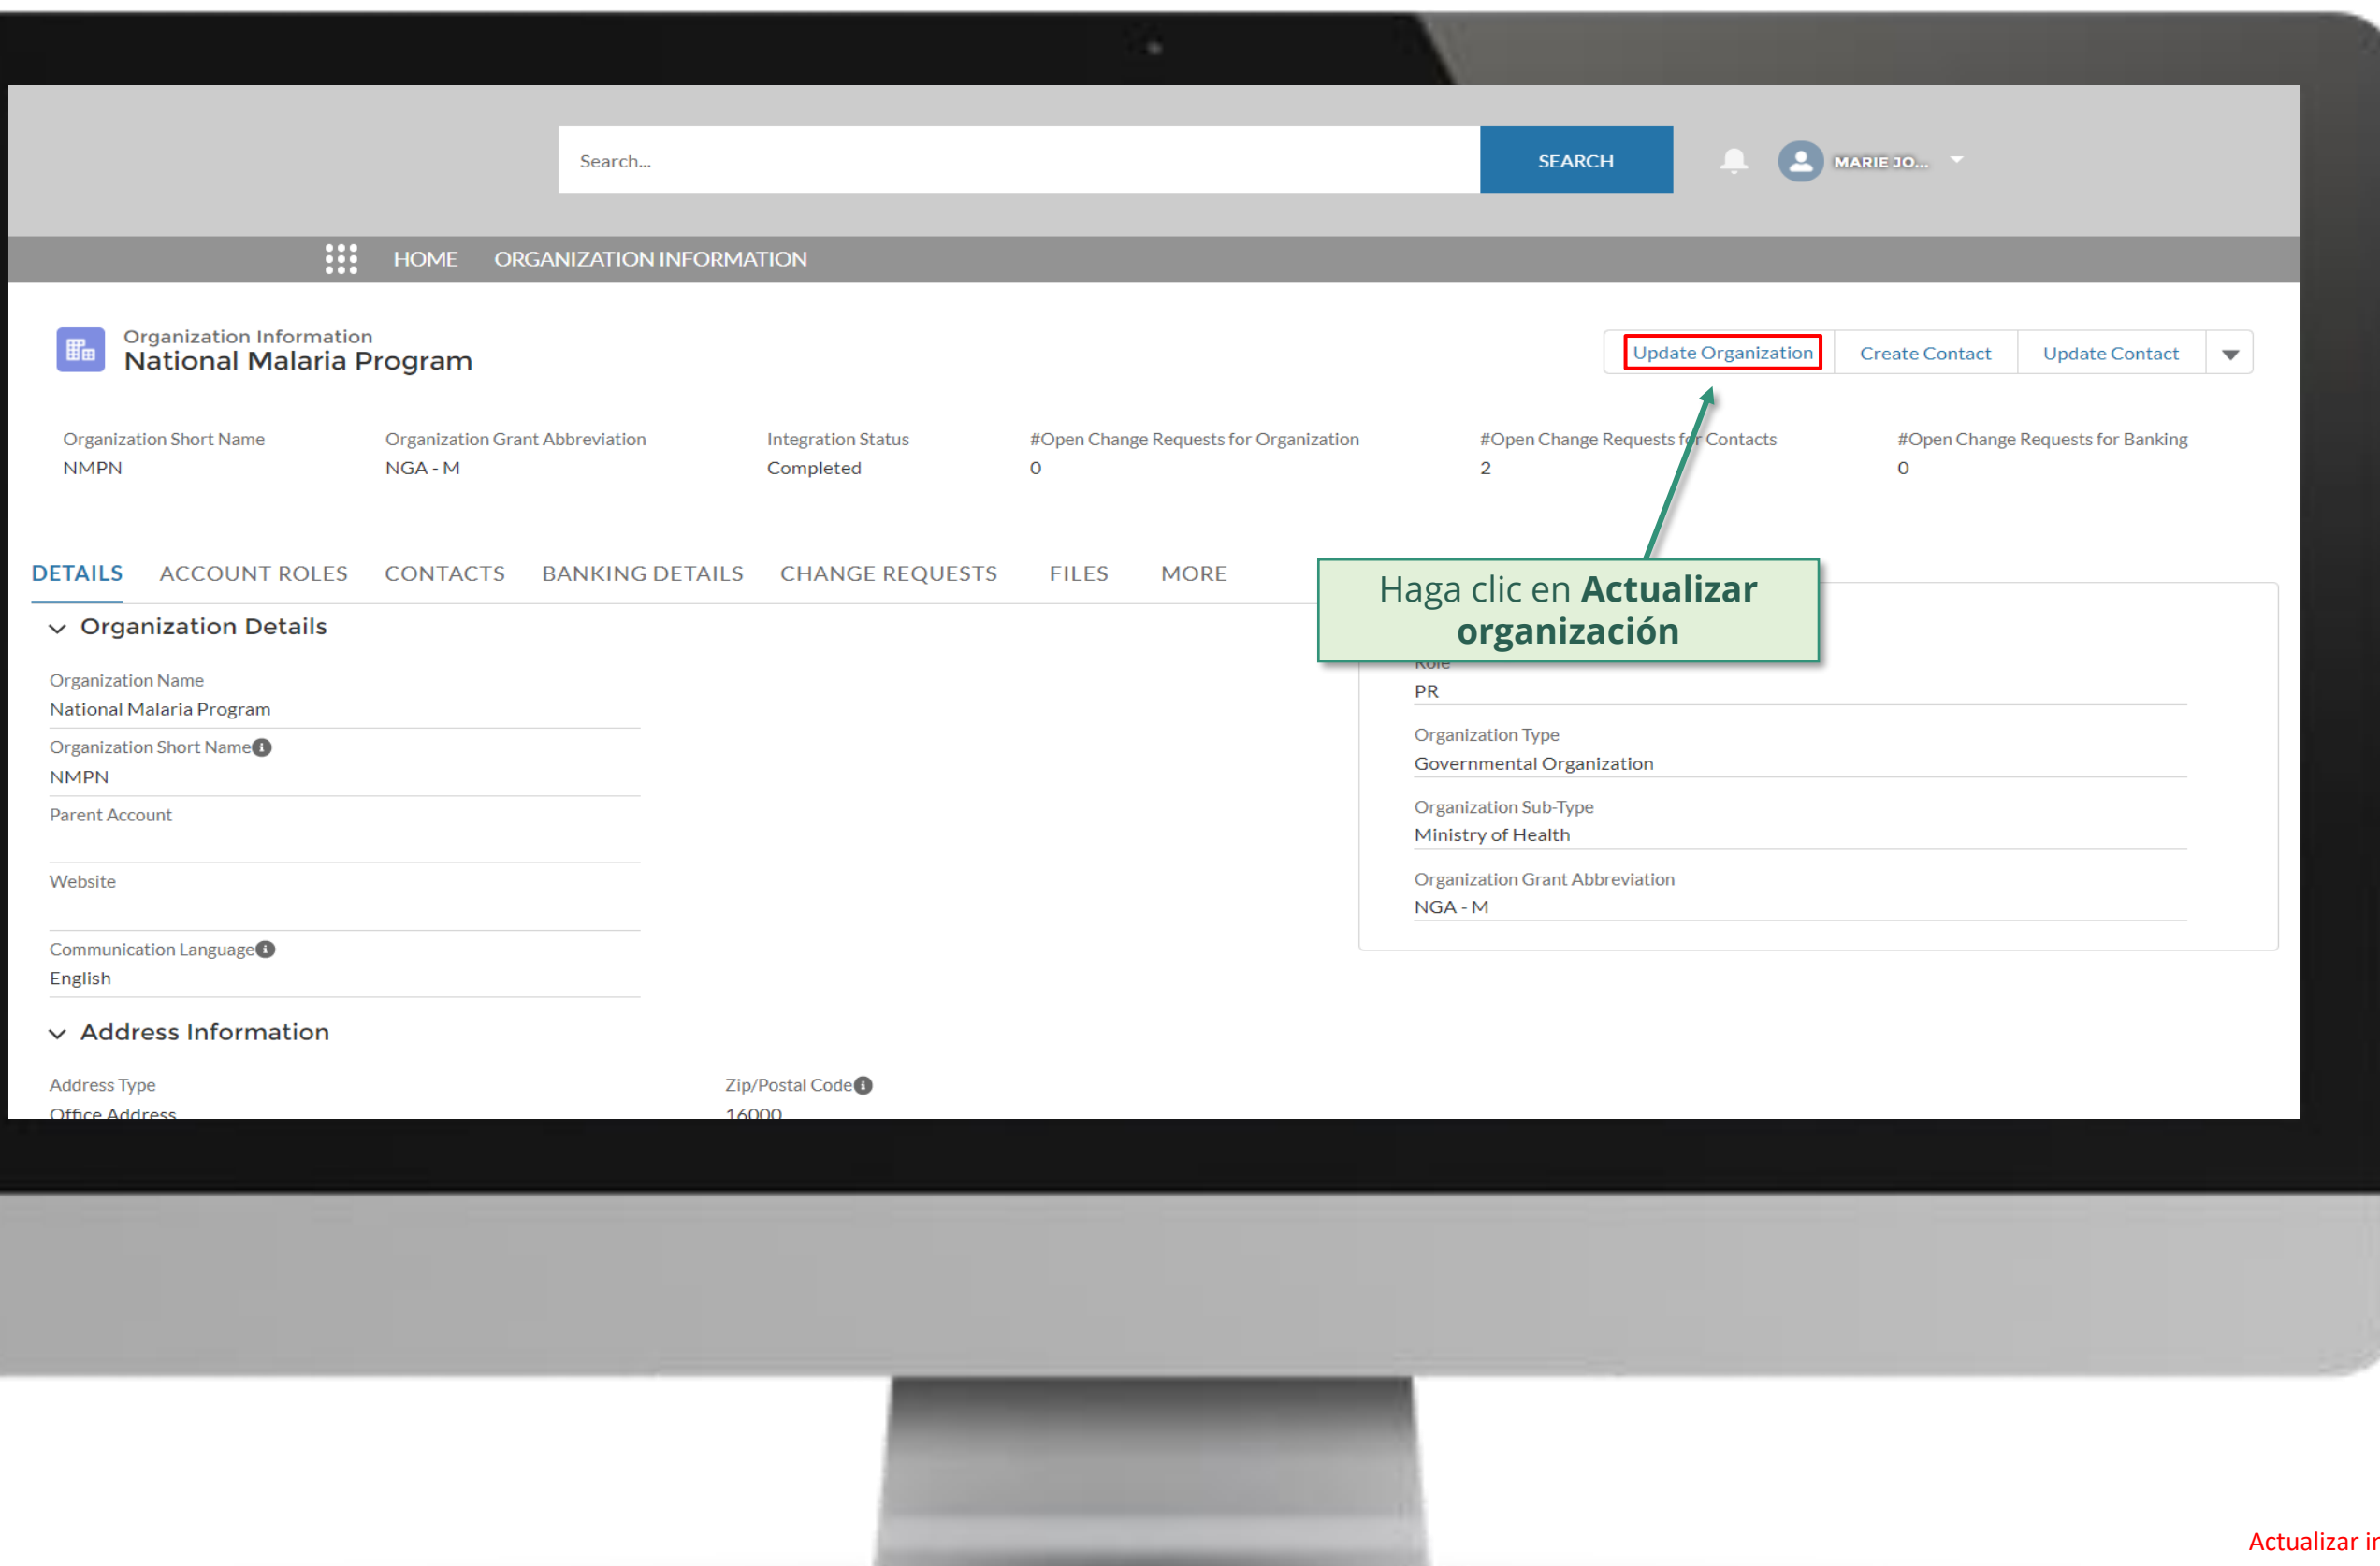 Search...
SEARCH
MARIE JO...
HOME
ORGANIZATION INFORMATION
Organization Information
National Malaria Program
Update Organization
Create Contact
Update Contact
Organization Short Name
NMPN
Organization Grant Abbreviation
NGA - M
Integration Status
Completed
#Open Change Requests for Organization
0
#Open Change Requests for Contacts
2
#Open Change Requests for Banking
0
DETAILS
ACCOUNT ROLES
CONTACTS
BANKING DETAILS
CHANGE REQUESTS
FILES
MORE
Haga clic en Actualizar
organización
Organization Details
Organization Name
National Malaria Program
Organization Short Name
NMPN
Parent Account
Website
Communication Language
English
Role
PR
Organization Type
Governmental Organization
Organization Sub-Type
Ministry of Health
Organization Grant Abbreviation
NGA - M
Address Information
Address Type
Office Address
Zip/Postal Code
16000
Actualizar